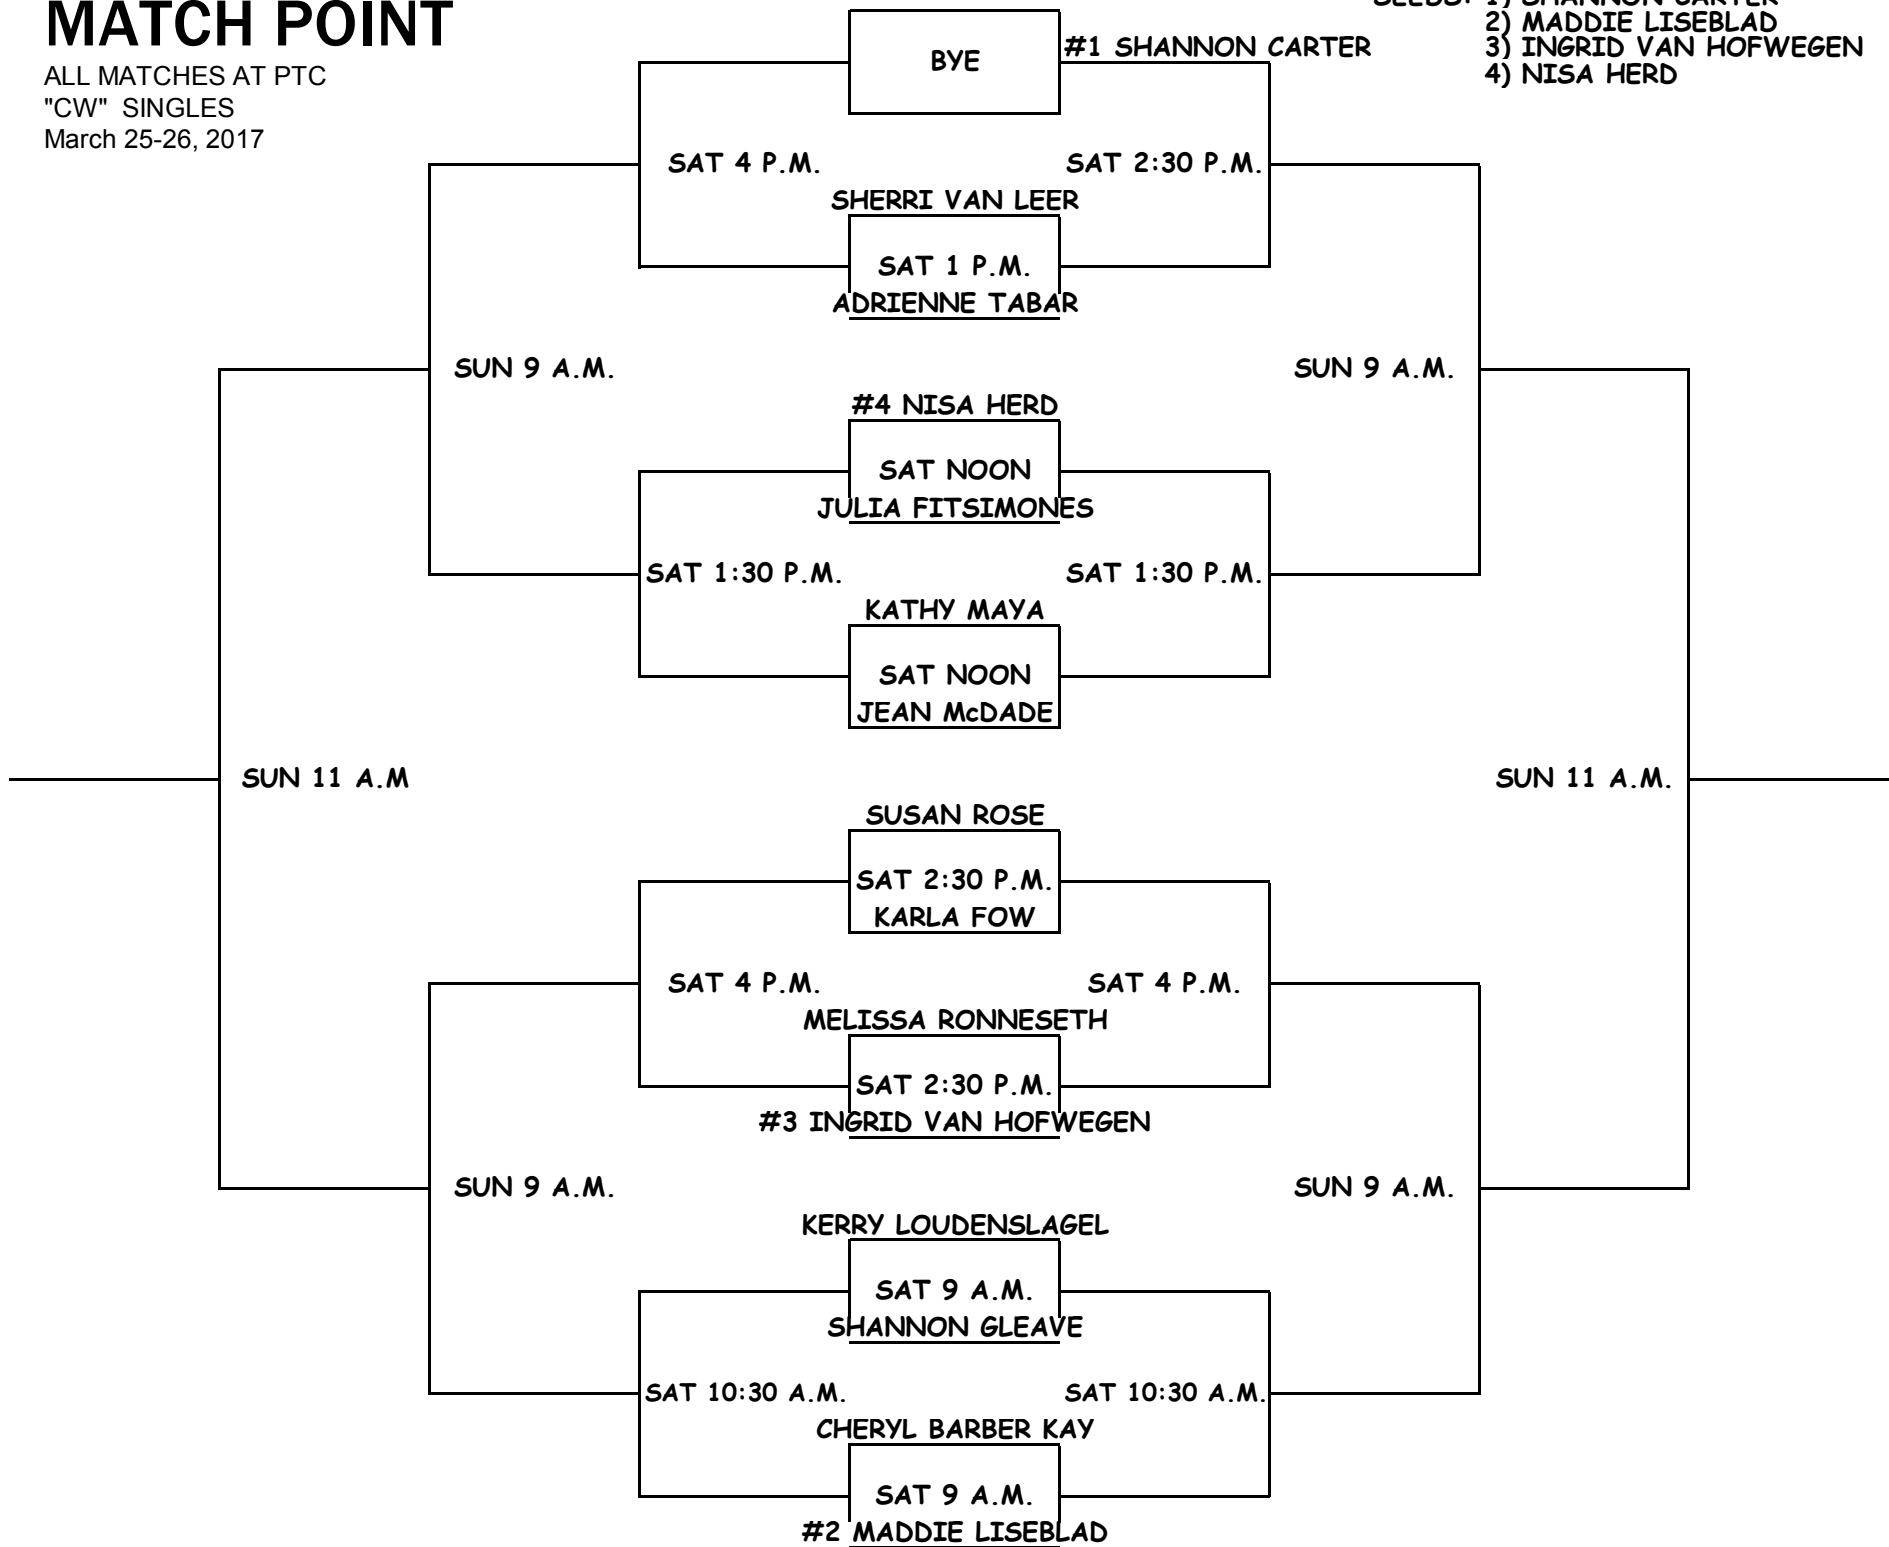 MATCH POINT
ALL MATCHES AT PTC
"CW" SINGLES
March 25-26, 2017
SEEDS: 1) SHANNON CARTER
2) MADDIE LISEBLAD
3) INGRID VAN HOFWEGEN
4) NISA HERD
BYE
#1 SHANNON CARTER
SAT 4 P.M.
SAT 2:30 P.M.
SHERRI VAN LEER
SAT 1 P.M.
ADRIENNE TABAR
SUN 9 A.M.
SUN 9 A.M.
#4 NISA HERD
SAT NOON
JULIA FITSIMONES
SAT 1:30 P.M.
SAT 1:30 P.M.
KATHY MAYA
SAT NOON
JEAN McDADE
SUN 11 A.M
SUN 11 A.M.
SUSAN ROSE
SAT 2:30 P.M.
KARLA FOW
SAT 4 P.M.
SAT 4 P.M.
MELISSA RONNESETH
SAT 2:30 P.M.
#3 INGRID VAN HOFWEGEN
SUN 9 A.M.
SUN 9 A.M.
KERRY LOUDENSLAGEL
SAT 9 A.M.
SHANNON GLEAVE
SAT 10:30 A.M.
SAT 10:30 A.M.
CHERYL BARBER KAY
SAT 9 A.M.
#2 MADDIE LISEBLAD